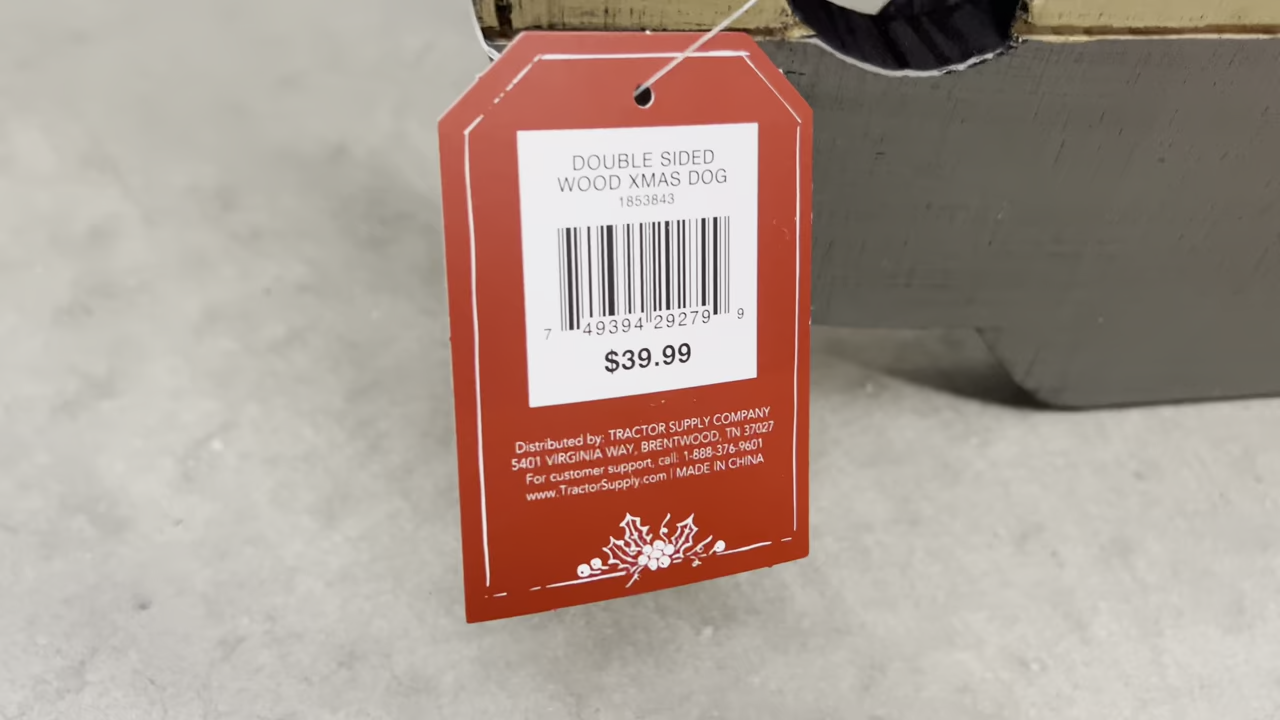 DOUBLE SIDED
WOOD XMAS DOG
1853843
7 49394 29279 9
$39.99
Distributed by: TRACTOR SUPPLY COMPANY
5401 VIRGINIA WAY, BRENTWOOD, TN 37027
For customer support, call: 1-888-376-9601
www.TractorSupply.com | MADE IN CHINA